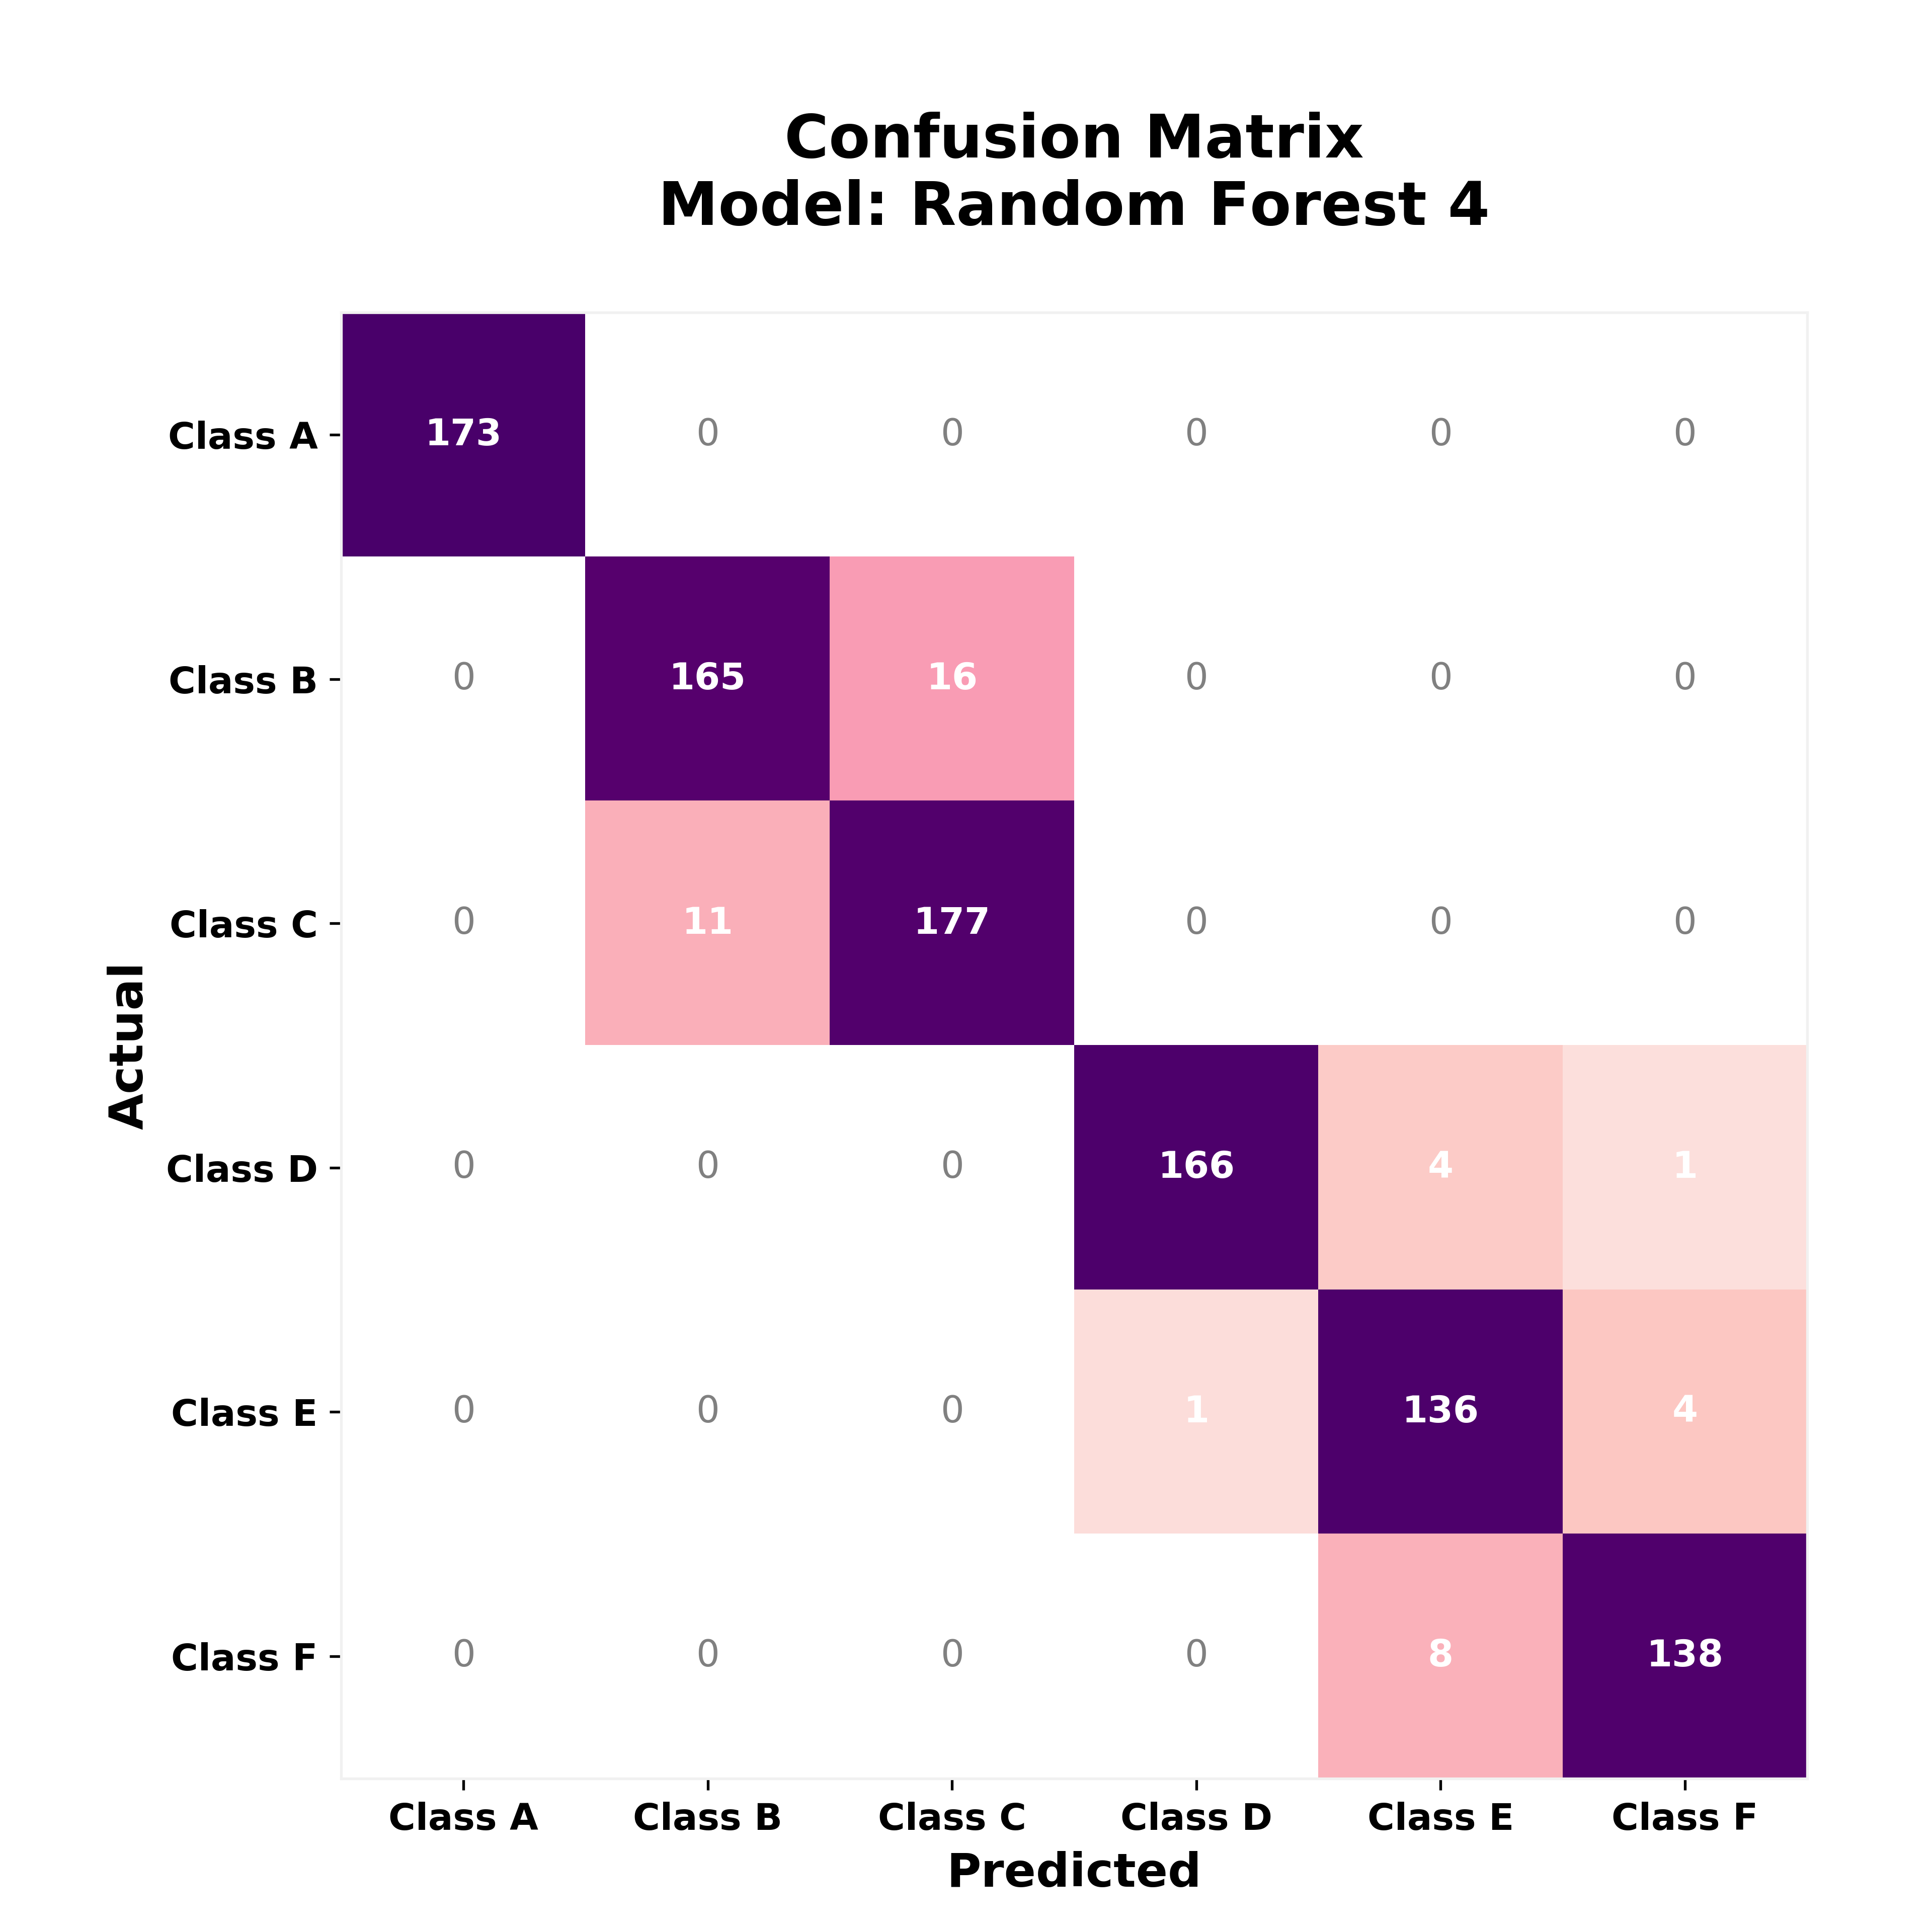 Confusion Matrix
Model: Random Forest 4
Class A 173 0 0 0 0 0
Class B 0 165 16 0 0 0
Class C 0 11 177 0 0 0
Actual
Class D 0 0 0 166 4 1
Class E 0 0 0 1 136 4
Class F 0 0 0 0 8 138
Class A Class B Class C Class D Class E Class F
Predicted